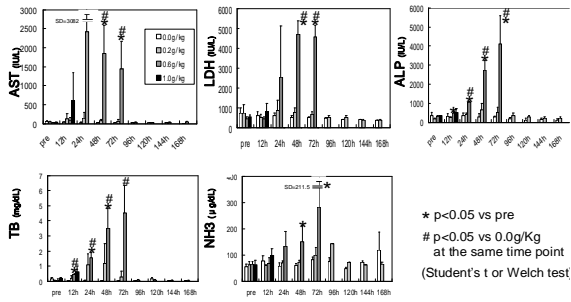 3000
2500
2000
1500
1000
500
0
AST (IU/L)
SD=3082
# *
# *
0.0g/kg
0.2g/kg
0.6g/kg
1.0g/kg
pre 12h 24h 48h 72h 96h 120h 144h 168h
6000
5000
4000
3000
2000
1000
0
LDH (IU/L)
# *
# *
pre 12h 24h 48h 72h 96h 120h 144h 168h
6000
5000
4000
3000
2000
1000
0
ALP (IU/L)
# *
# *
# *
pre 12h 24h 48h 72h 96h 120h 144h 168h
7
6
5
4
3
2
1
0
TB (mg/dL)
# *
# *
# *
#
pre 12h 24h 48h 72h 96h 120h 144h 168h
300
200
100
0
NH3 (μg/dL)
SD=211.5
*
*
pre 12h 24h 48h 72h 96h 120h 144h 168h
* p<0.05 vs pre
# p<0.05 vs 0.0g/Kg
at the same time point
(Student's t or Welch test)